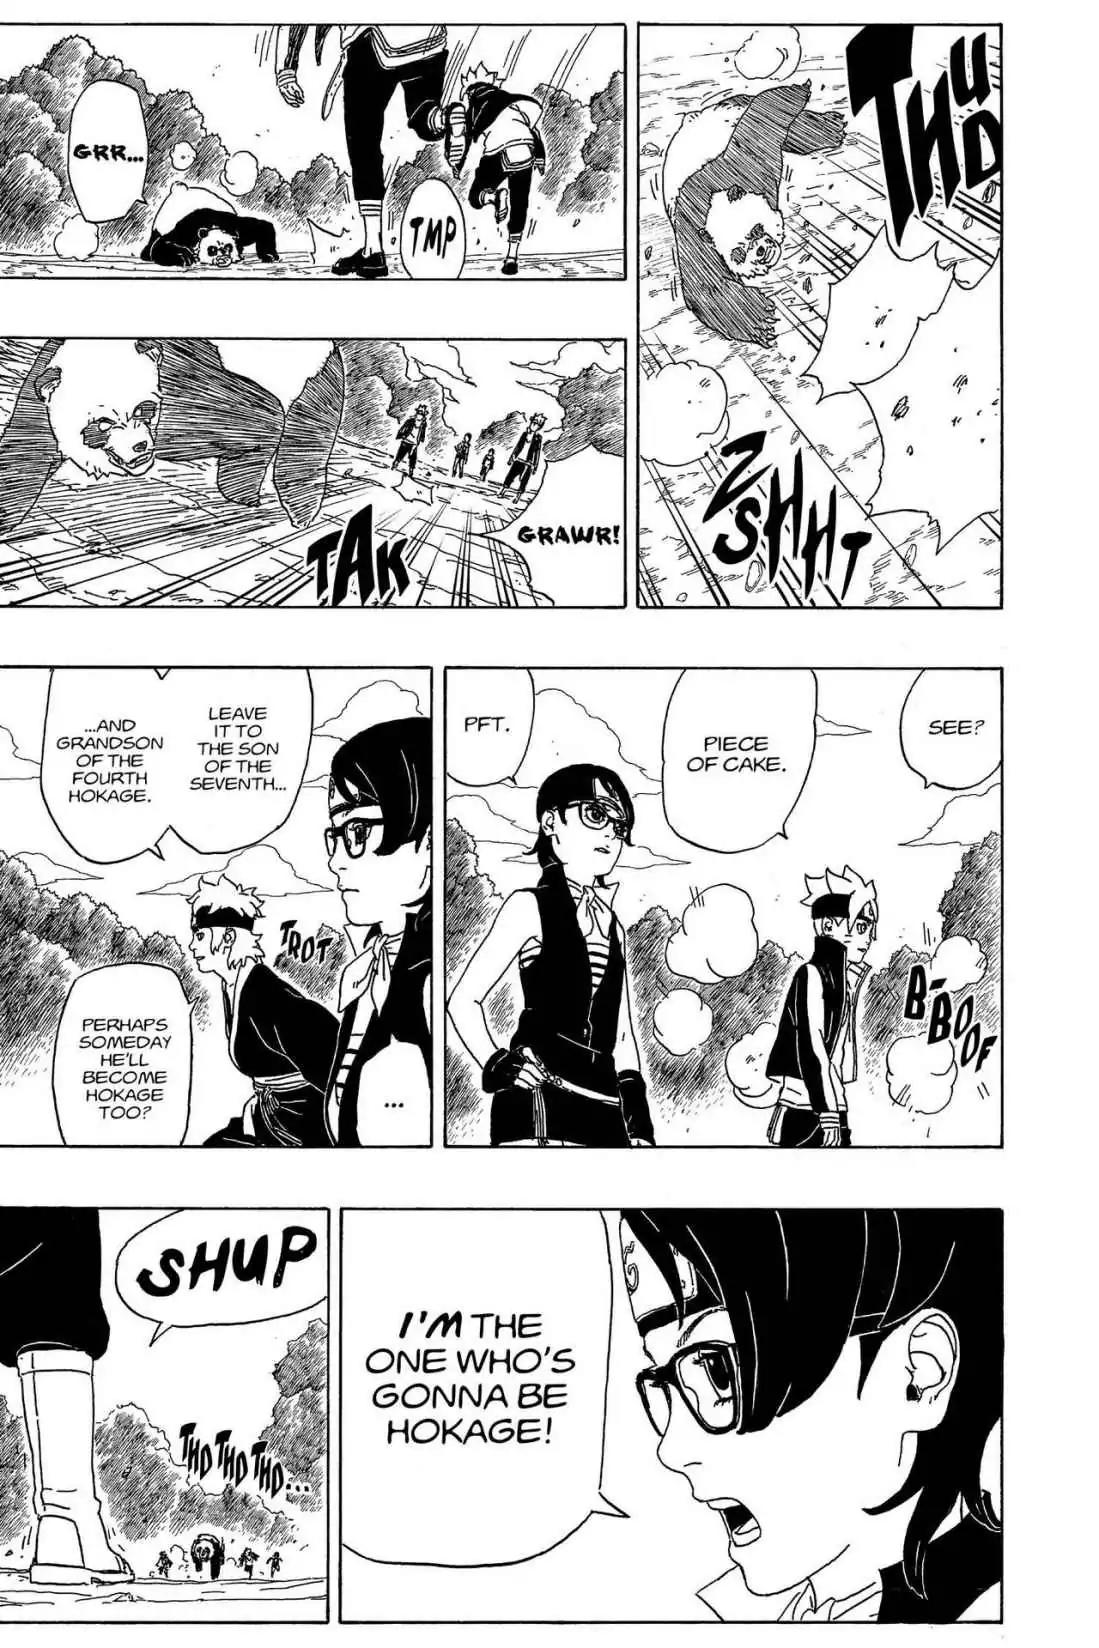 THUD
ZSHHT
TMP
GRR...
GRAWR!
TAK
SEE?
PIECE
OF CAKE.
PFT.
B-BOOF
LEAVE
IT TO
THE SON
OF THE
SEVENTH...
...AND
GRANDSON
OF THE
FOURTH
HOKAGE.
TROT
...
PERHAPS
SOMEDAY
HE'LL
BECOME
HOKAGE
TOO?
I'M THE
ONE WHO'S
GONNA BE
HOKAGE!
SHUP
THD THD THD...